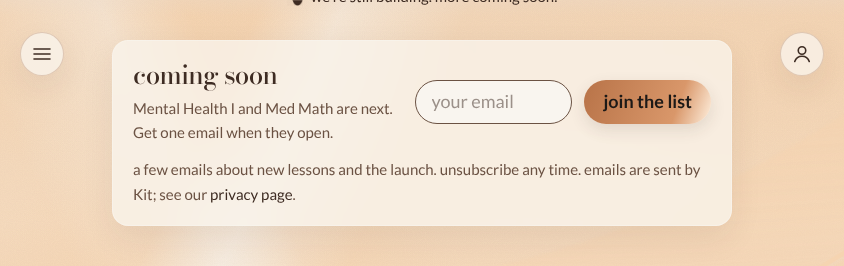 we're still building. more coming soon.
coming soon
Mental Health I and Med Math are next.
Get one email when they open.
your email
join the list
a few emails about new lessons and the launch. unsubscribe any time. emails are sent by
Kit; see our privacy page.